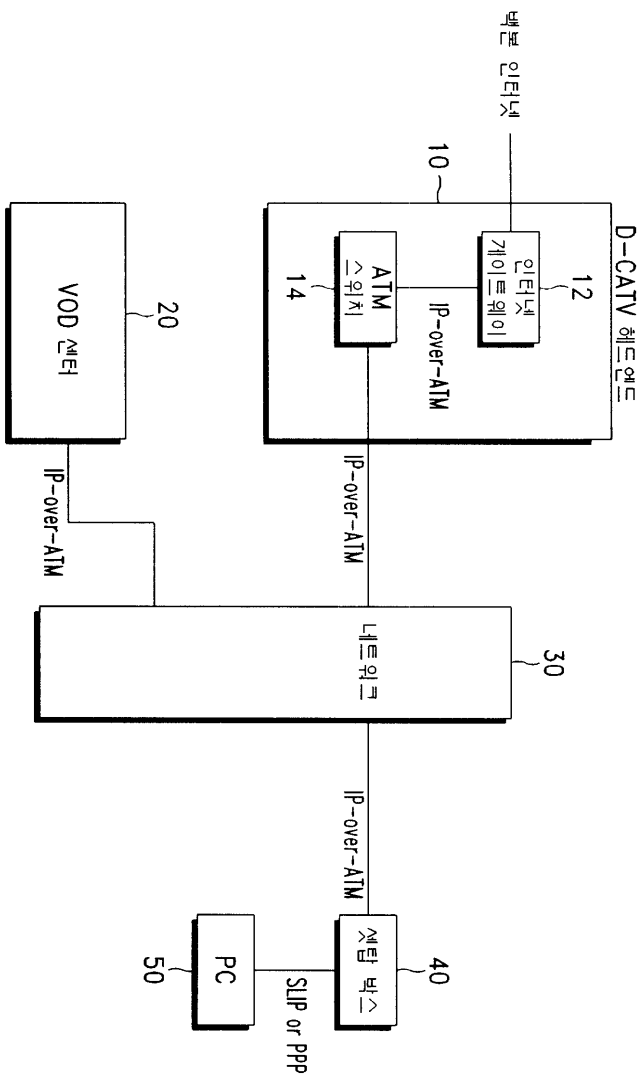 D-CATV 헤드엔드
백본 인터넷
10
12
인터넷
게이트웨이
IP-over-ATM
ATM
스위치
14
IP-over-ATM
20
VOD 센터
IP-over-ATM
30
네트워크
IP-over-ATM
40
셋탑 박스
SLIP or PPP
PC
50